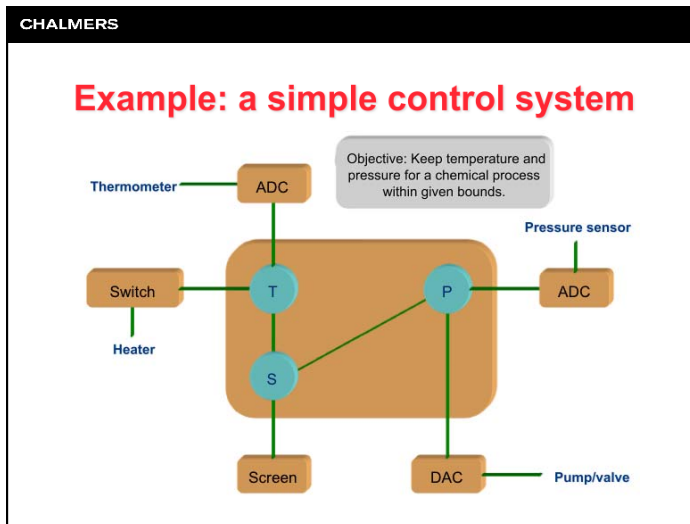 CHALMERS
Example: a simple control system
Objective: Keep temperature and
pressure for a chemical process
within given bounds.
Thermometer
ADC
Pressure sensor
Switch
T
P
ADC
Heater
S
Screen
DAC
Pump/valve